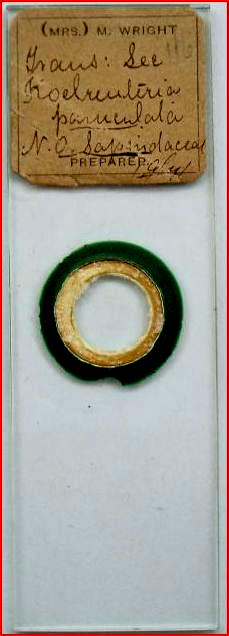 (MRS.) M. WRIGHT
Trans: Sec
Koelreuteria
paniculata
N.O. Sapindaceae
PREPARER